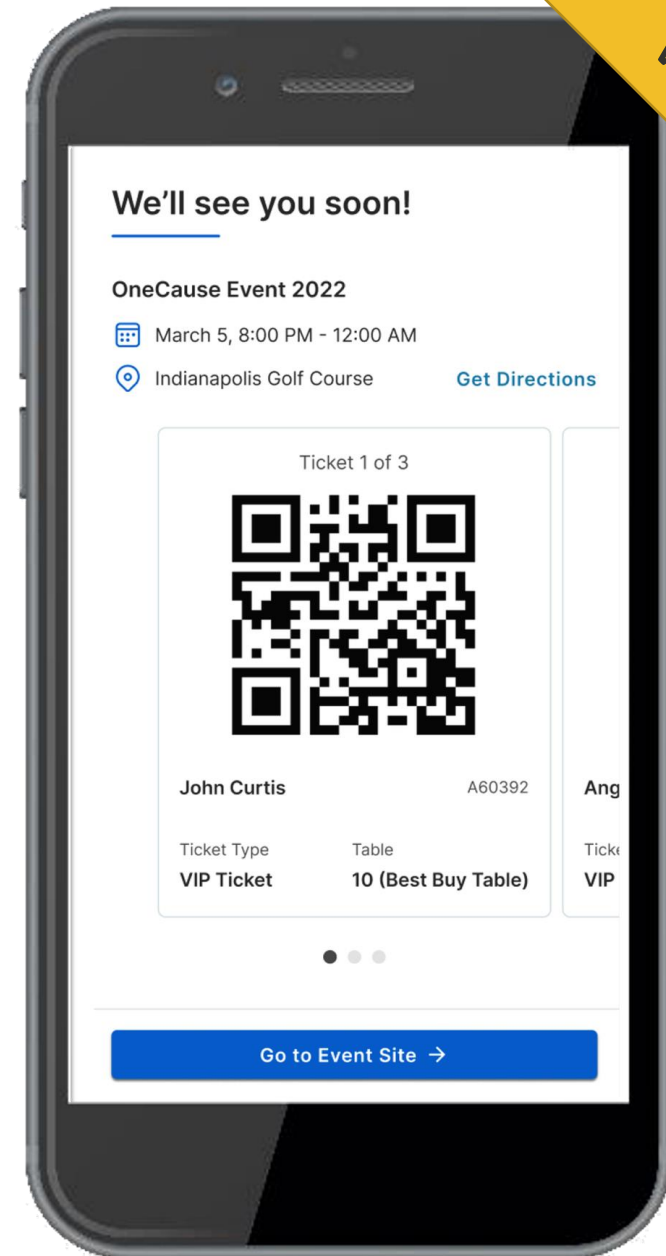 We'll see you soon!
OneCause Event 2022
March 5, 8:00 PM - 12:00 AM
Indianapolis Golf Course Get Directions
Ticket 1 of 3
John Curtis A60392
Ticket Type Table
VIP Ticket 10 (Best Buy Table)
VIP
Go to Event Site →